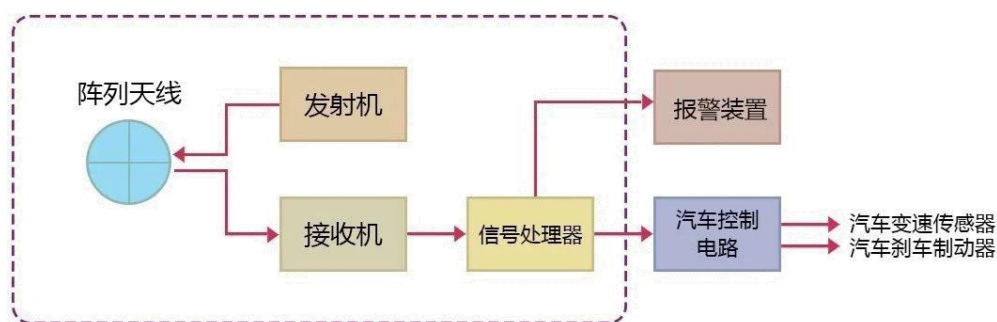 阵列天线
发射机
报警装置
接收机
信号处理器
汽车控制
电路
汽车变速传感器
汽车刹车制动器